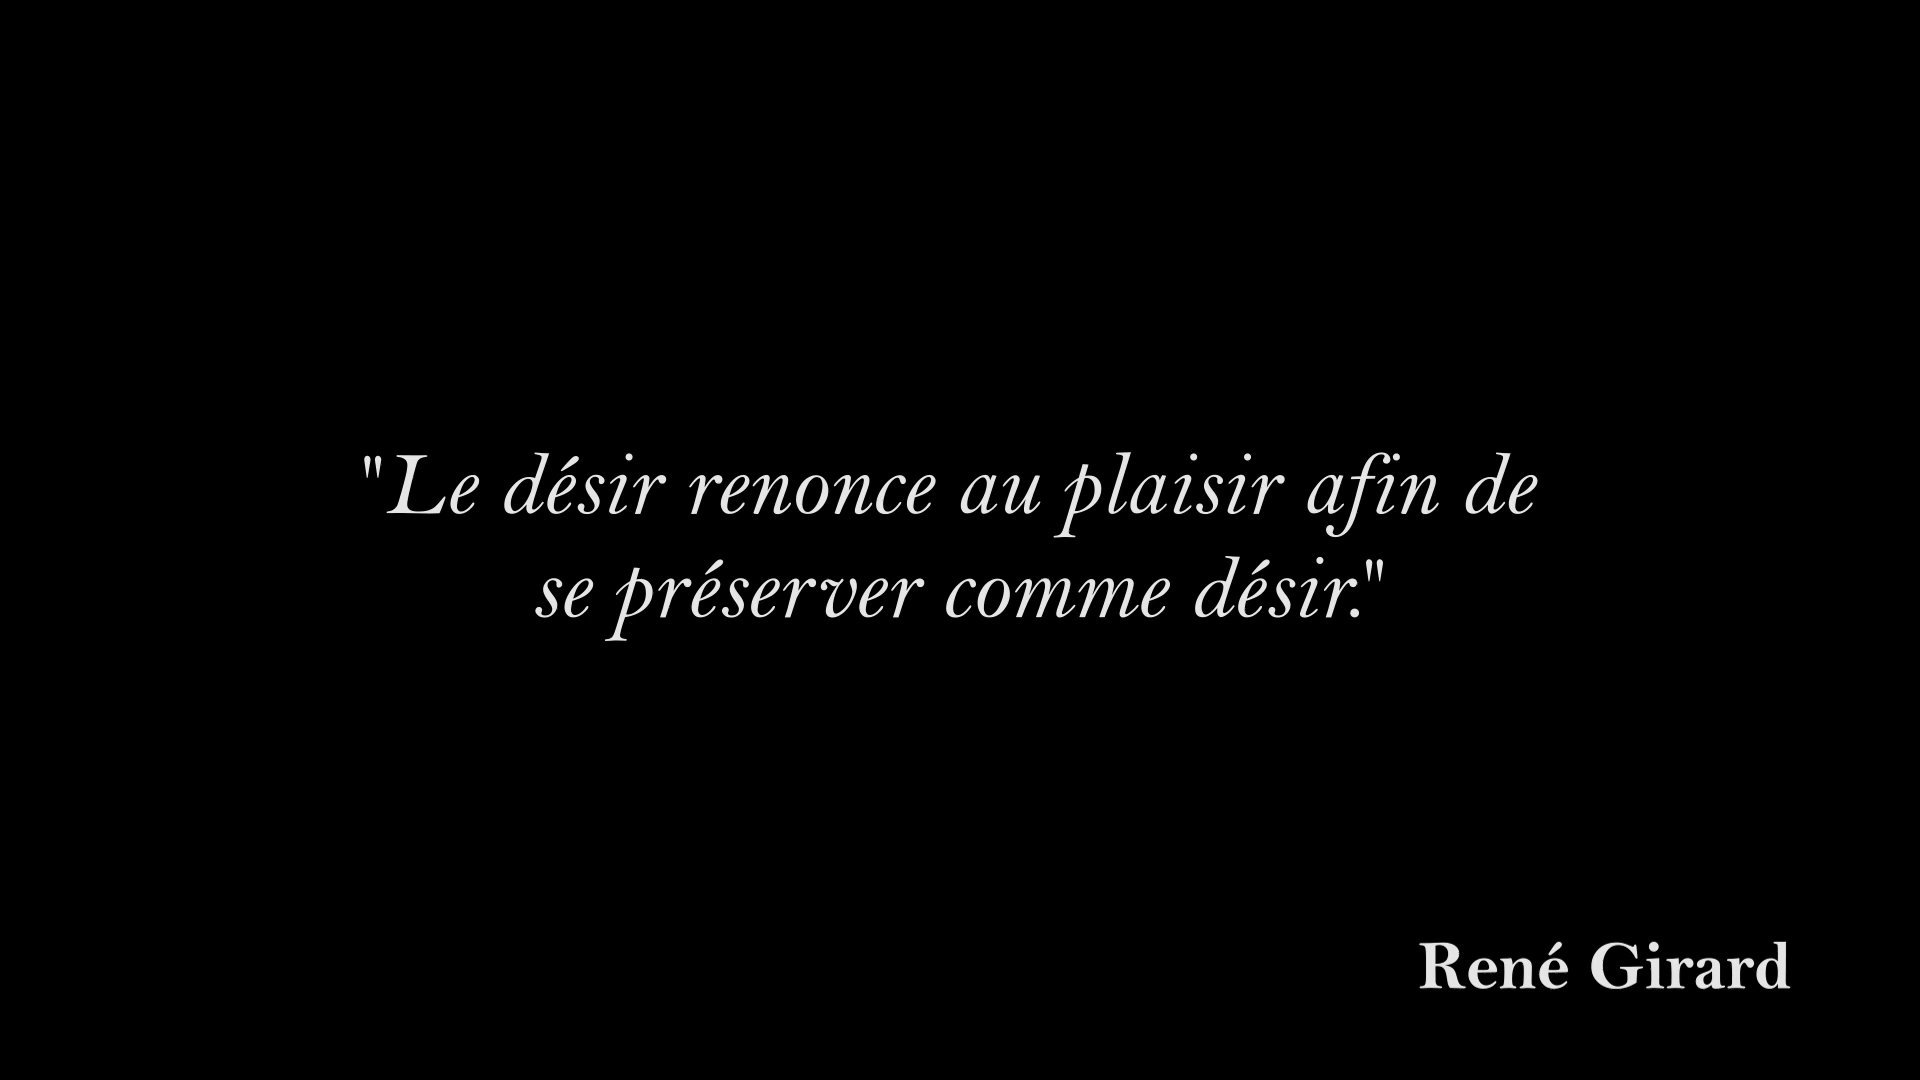 "Le désir renonce au plaisir afin de
se préserver comme désir."
René Girard